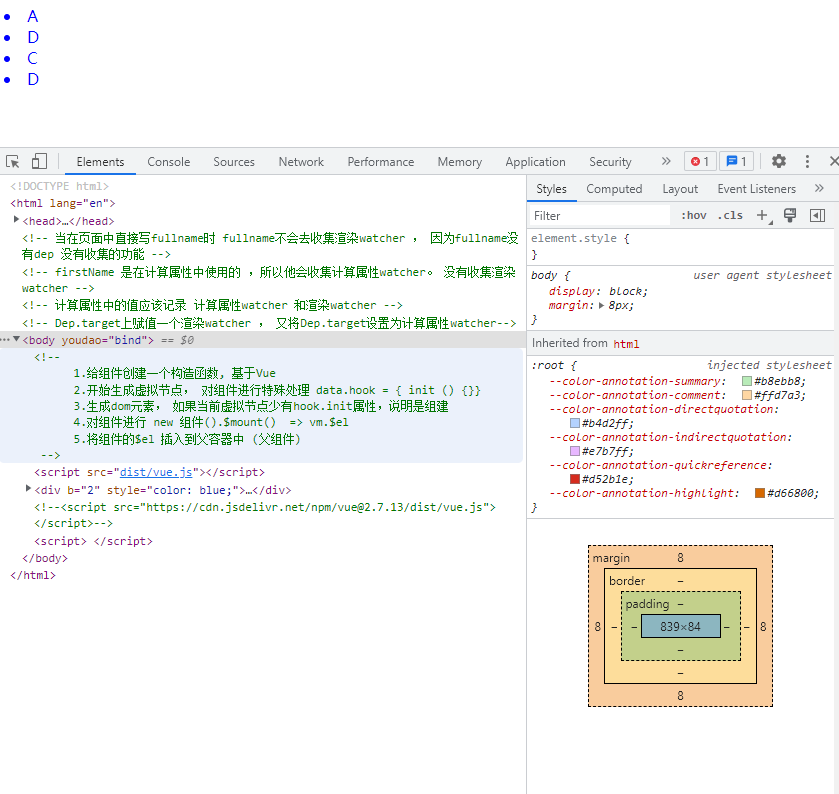 A
D
C
D
Elements Console Sources Network Performance Memory Application Security » 1 1
<!DOCTYPE html>
<html lang="en">
<head>…</head>
<!-- 当在页面中直接写fullname时 fullname不会去收集渲染watcher ， 因为fullname没
有dep 没有收集的功能 -->
<!-- firstName 是在计算属性中使用的 ，所以他会收集计算属性watcher。 没有收集渲染
watcher -->
<!-- 计算属性中的值应该记录 计算属性watcher 和渲染watcher -->
<!-- Dep.target上赋值一个渲染watcher ， 又将Dep.target设置为计算属性watcher-->
<body youdao="bind"> == $0
<!--
1.给组件创建一个构造函数, 基于Vue
2.开始生成虚拟节点， 对组件进行特殊处理 data.hook = { init () {}}
3.生成dom元素， 如果当前虚拟节点少有hook.init属性，说明是组建
4.对组件进行 new 组件().$mount() => vm.$el
5.将组件的$el 插入到父容器中 (父组件)
-->
<script src="dist/vue.js"></script>
<div b="2" style="color: blue;">…</div>
<!--<script src="https://cdn.jsdelivr.net/npm/vue@2.7.13/dist/vue.js">
</script>-->
<script> </script>
</body>
</html>
Styles Computed Layout Event Listeners »
Filter :hov .cls
element.style {
}
body { user agent stylesheet
display: block;
margin: 8px;
}
Inherited from html
:root { injected stylesheet
--color-annotation-summary: #b8ebb8;
--color-annotation-comment: #ffd7a3;
--color-annotation-directquotation:
#b4d2ff;
--color-annotation-indirectquotation:
#e7b7ff;
--color-annotation-quickreference:
#d52b1e;
--color-annotation-highlight: #d66800;
}
margin 8
border –
padding –
8 – – 839×84 – – 8
–
–
8